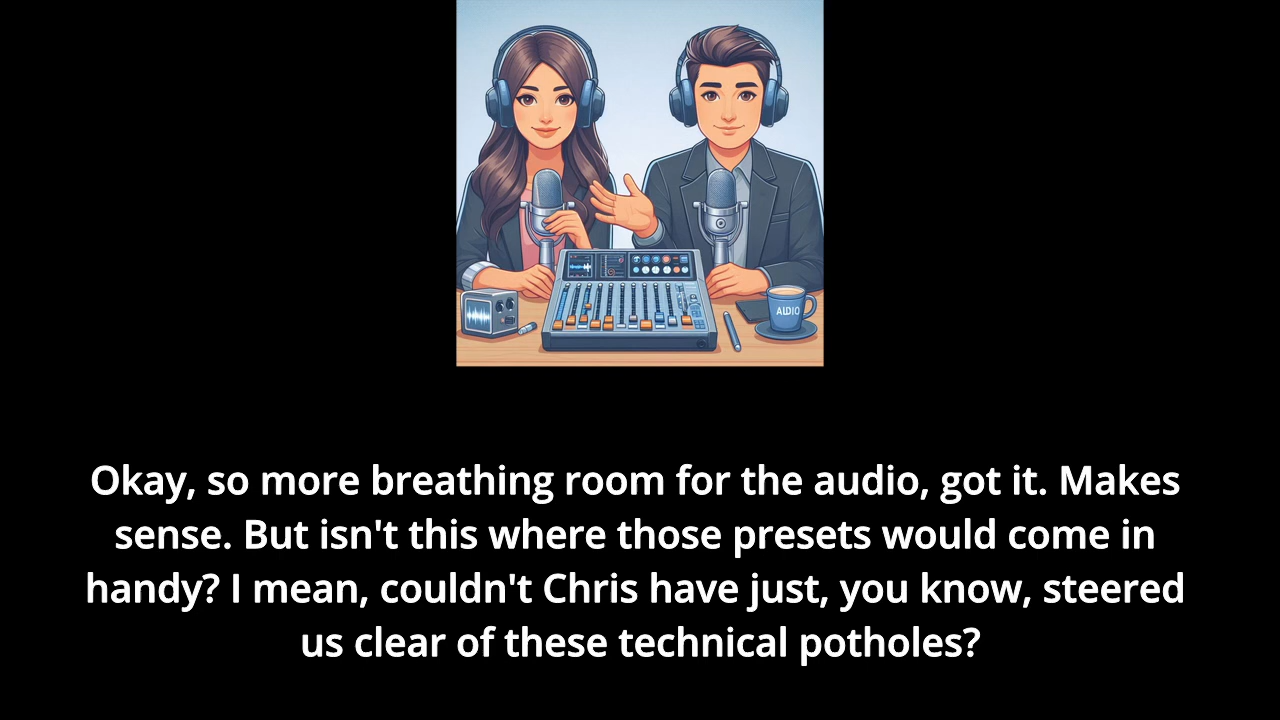 ALDIO
Okay, so more breathing room for the audio, got it. Makes
sense. But isn't this where those presets would come in
handy? I mean, couldn't Chris have just, you know, steered
us clear of these technical potholes?